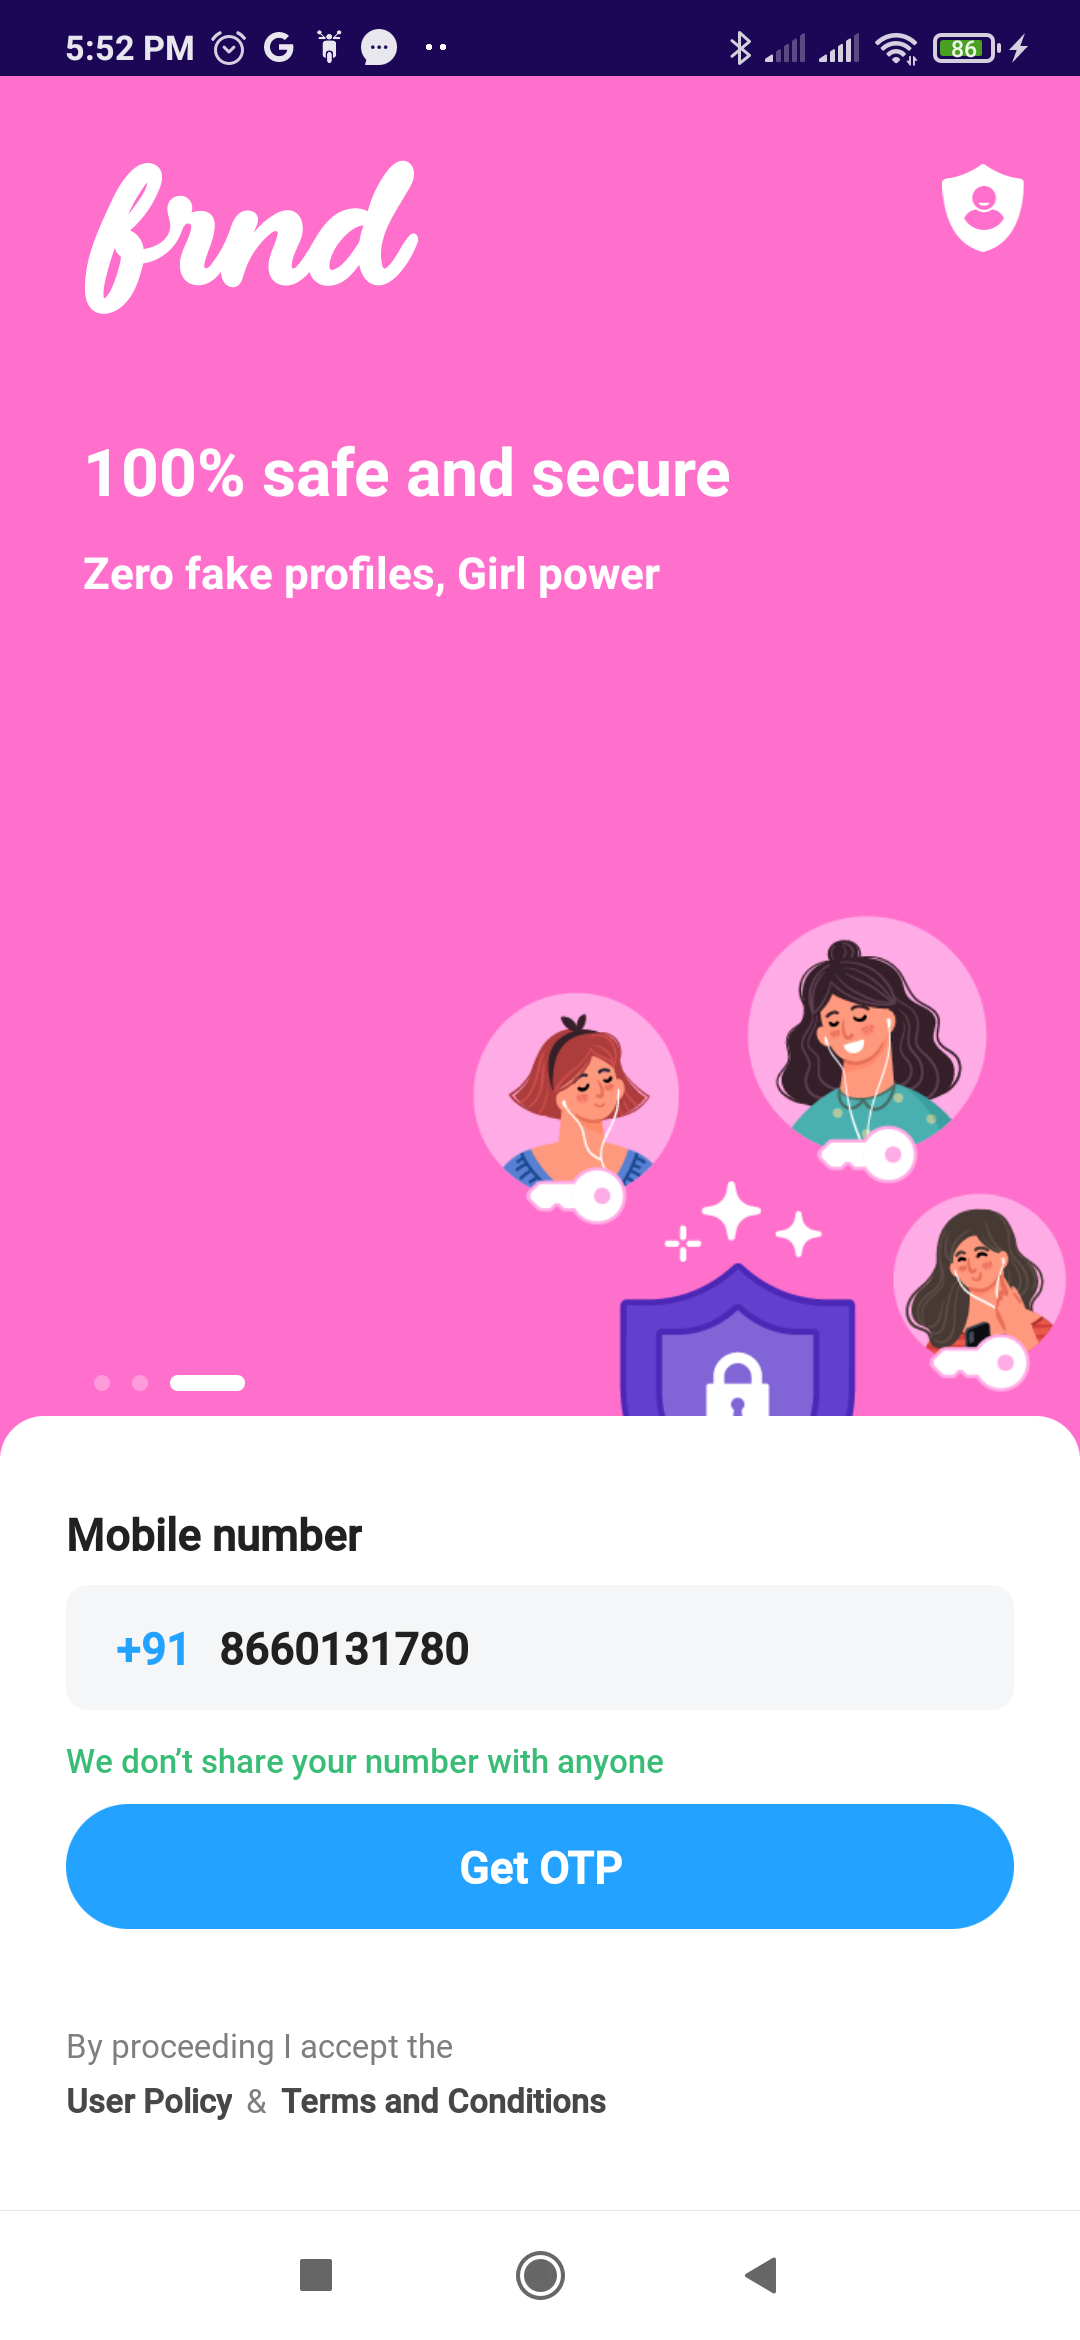 5:52 PM
86
frnd
100% safe and secure
Zero fake profiles, Girl power
Mobile number
+91 8660131780
We don’t share your number with anyone
Get OTP
By proceeding I accept the
User Policy & Terms and Conditions